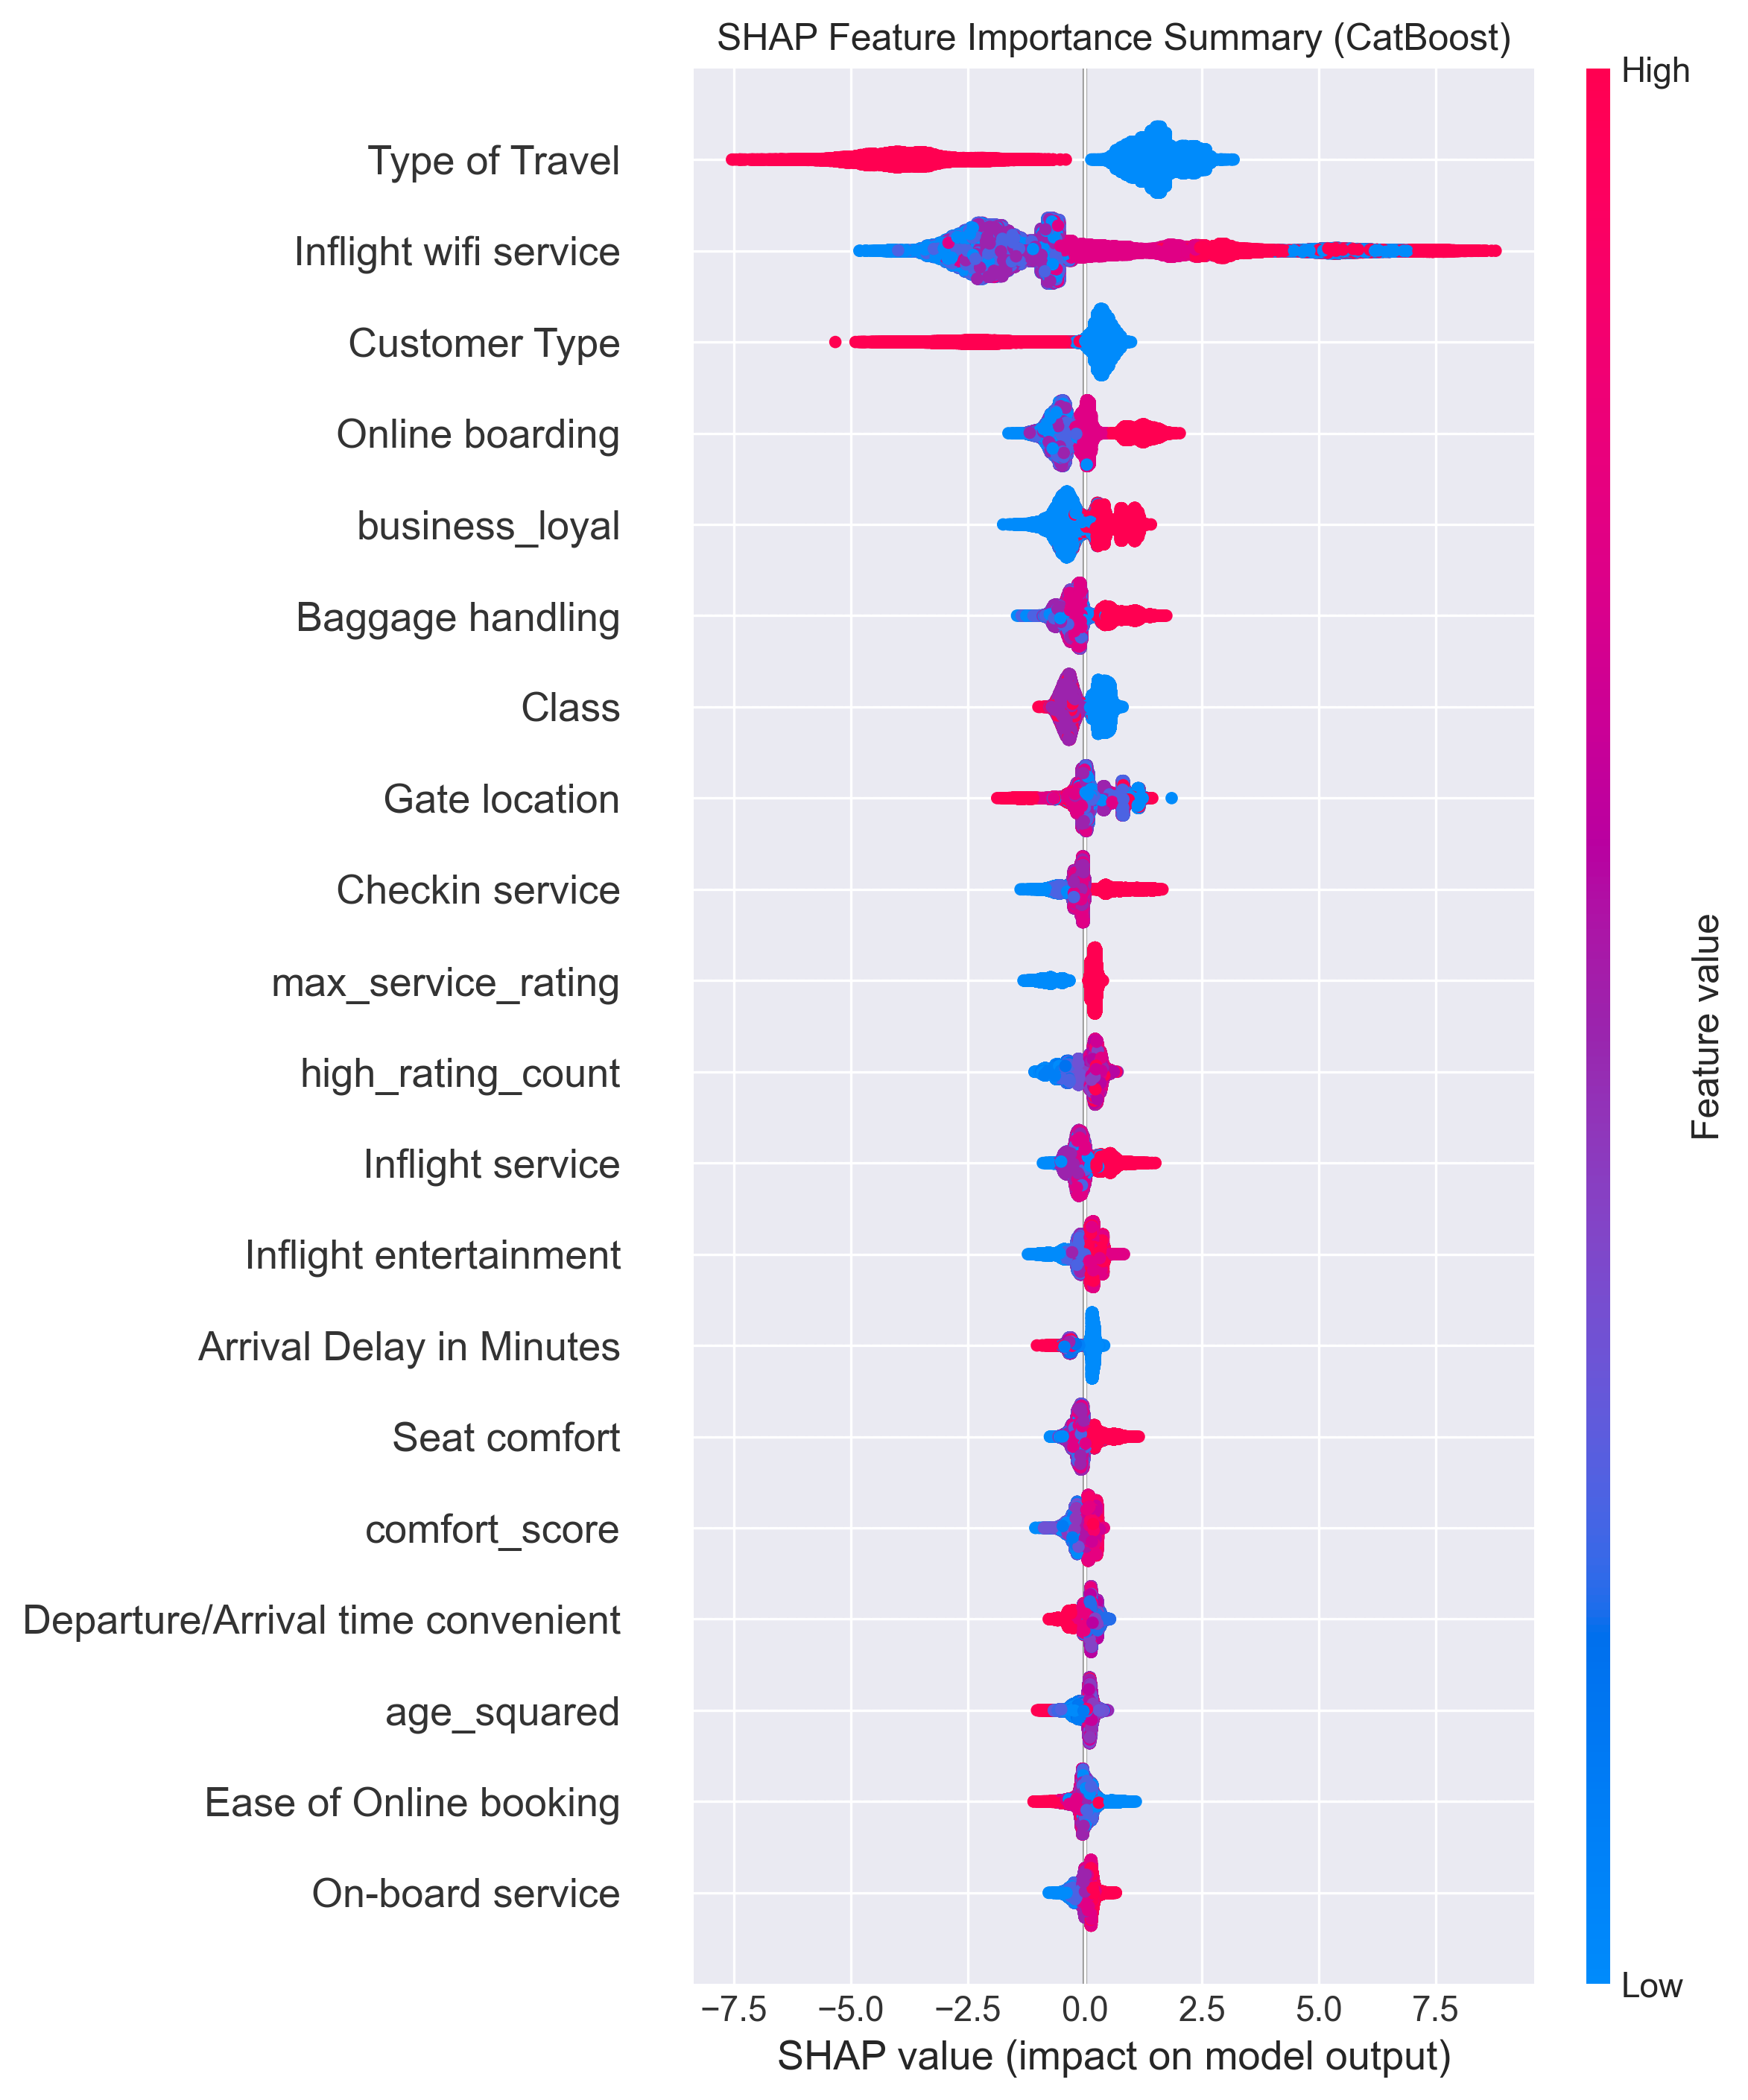 SHAP Feature Importance Summary (CatBoost)
High
Type of Travel
Inflight wifi service
Customer Type
Online boarding
business_loyal
Baggage handling
Class
Gate location
Checkin service
max_service_rating
high_rating_count
Inflight service
Inflight entertainment
Arrival Delay in Minutes
Seat comfort
comfort_score
Departure/Arrival time convenient
age_squared
Ease of Online booking
On-board service
Feature value
Low
−7.5 −5.0 −2.5 0.0 2.5 5.0 7.5
SHAP value (impact on model output)